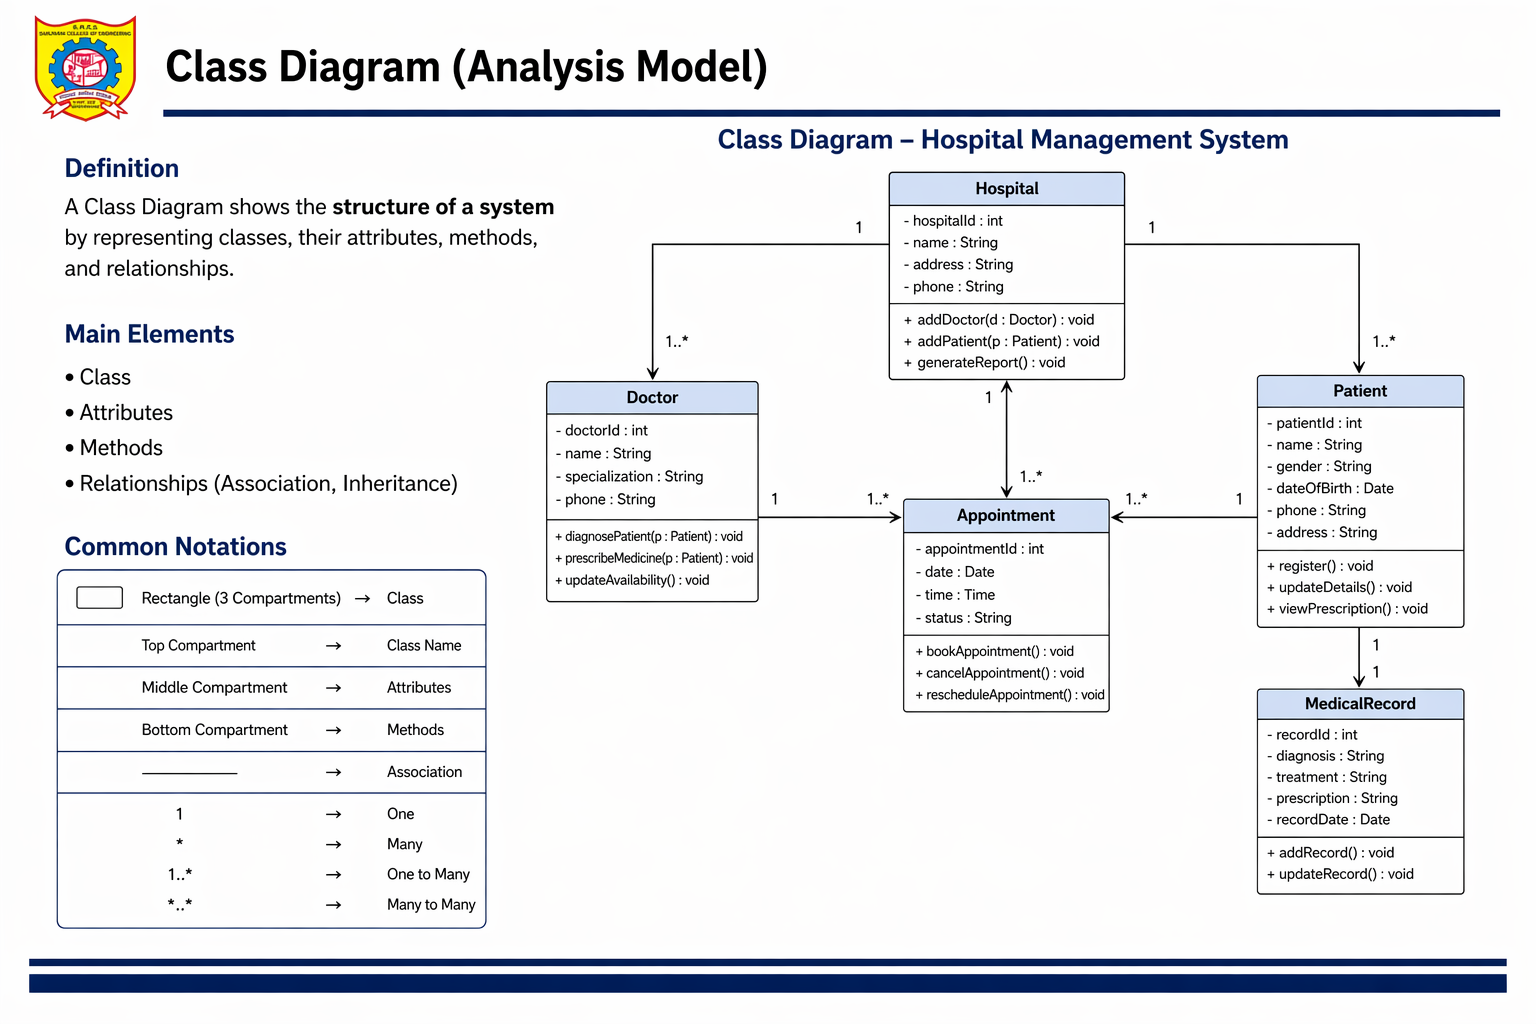 Class Diagram (Analysis Model)
Definition
A Class Diagram shows the structure of a system
by representing classes, their attributes, methods,
and relationships.
Main Elements
• Class
• Attributes
• Methods
• Relationships (Association, Inheritance)
Common Notations
Rectangle (3 Compartments) → Class
Top Compartment → Class Name
Middle Compartment → Attributes
Bottom Compartment → Methods
→ Association
1 → One
* → Many
1..* → One to Many
*..* → Many to Many
Class Diagram – Hospital Management System
Hospital
- hospitalId : int
- name : String
- address : String
- phone : String
+ addDoctor(d : Doctor) : void
+ addPatient(p : Patient) : void
+ generateReport() : void
1
1..*
1
1..*
1
1..*
Doctor
- doctorId : int
- name : String
- specialization : String
- phone : String
+ diagnosePatient(p : Patient) : void
+ prescribeMedicine(p : Patient) : void
+ updateAvailability() : void
1 1..*
Appointment
- appointmentId : int
- date : Date
- time : Time
- status : String
+ bookAppointment() : void
+ cancelAppointment() : void
+ rescheduleAppointment() : void
1..* 1
Patient
- patientId : int
- name : String
- gender : String
- dateOfBirth : Date
- phone : String
- address : String
+ register() : void
+ updateDetails() : void
+ viewPrescription() : void
1
1
MedicalRecord
- recordId : int
- diagnosis : String
- treatment : String
- prescription : String
- recordDate : Date
+ addRecord() : void
+ updateRecord() : void